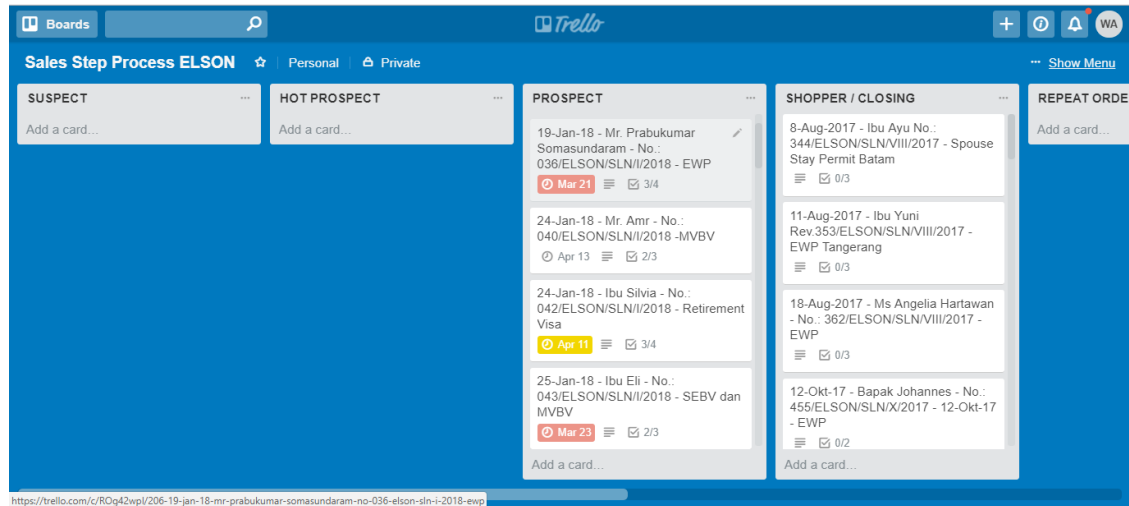 Boards
Trello
WA
Sales Step Process ELSON
Personal
Private
Show Menu
SUSPECT
Add a card...
HOT PROSPECT
Add a card...
PROSPECT
19-Jan-18 - Mr. Prabukumar
Somasundaram - No.:
036/ELSON/SLN/I/2018 - EWP
Mar 21
3/4
24-Jan-18 - Mr. Amr - No.:
040/ELSON/SLN/I/2018 -MVBV
Apr 13
2/3
24-Jan-18 - Ibu Silvia - No.:
042/ELSON/SLN/I/2018 - Retirement
Visa
Apr 11
3/4
25-Jan-18 - Ibu Eli - No.:
043/ELSON/SLN/I/2018 - SEBV dan
MVBV
Mar 23
2/3
Add a card...
SHOPPER / CLOSING
8-Aug-2017 - Ibu Ayu No.:
344/ELSON/SLN/VIII/2017 - Spouse
Stay Permit Batam
0/3
11-Aug-2017 - Ibu Yuni
Rev.353/ELSON/SLN/VIII/2017 -
EWP Tangerang
0/3
18-Aug-2017 - Ms Angelia Hartawan
- No.: 362/ELSON/SLN/VIII/2017 -
EWP
0/3
12-Okt-17 - Bapak Johannes - No.:
455/ELSON/SLN/X/2017 - 12-Okt-17
- EWP
0/2
Add a card...
REPEAT ORDE
Add a card...
https://trello.com/c/ROq42wpl/206-19-jan-18-mr-prabukumar-somasundaram-no-036-elson-sln-i-2018-ewp